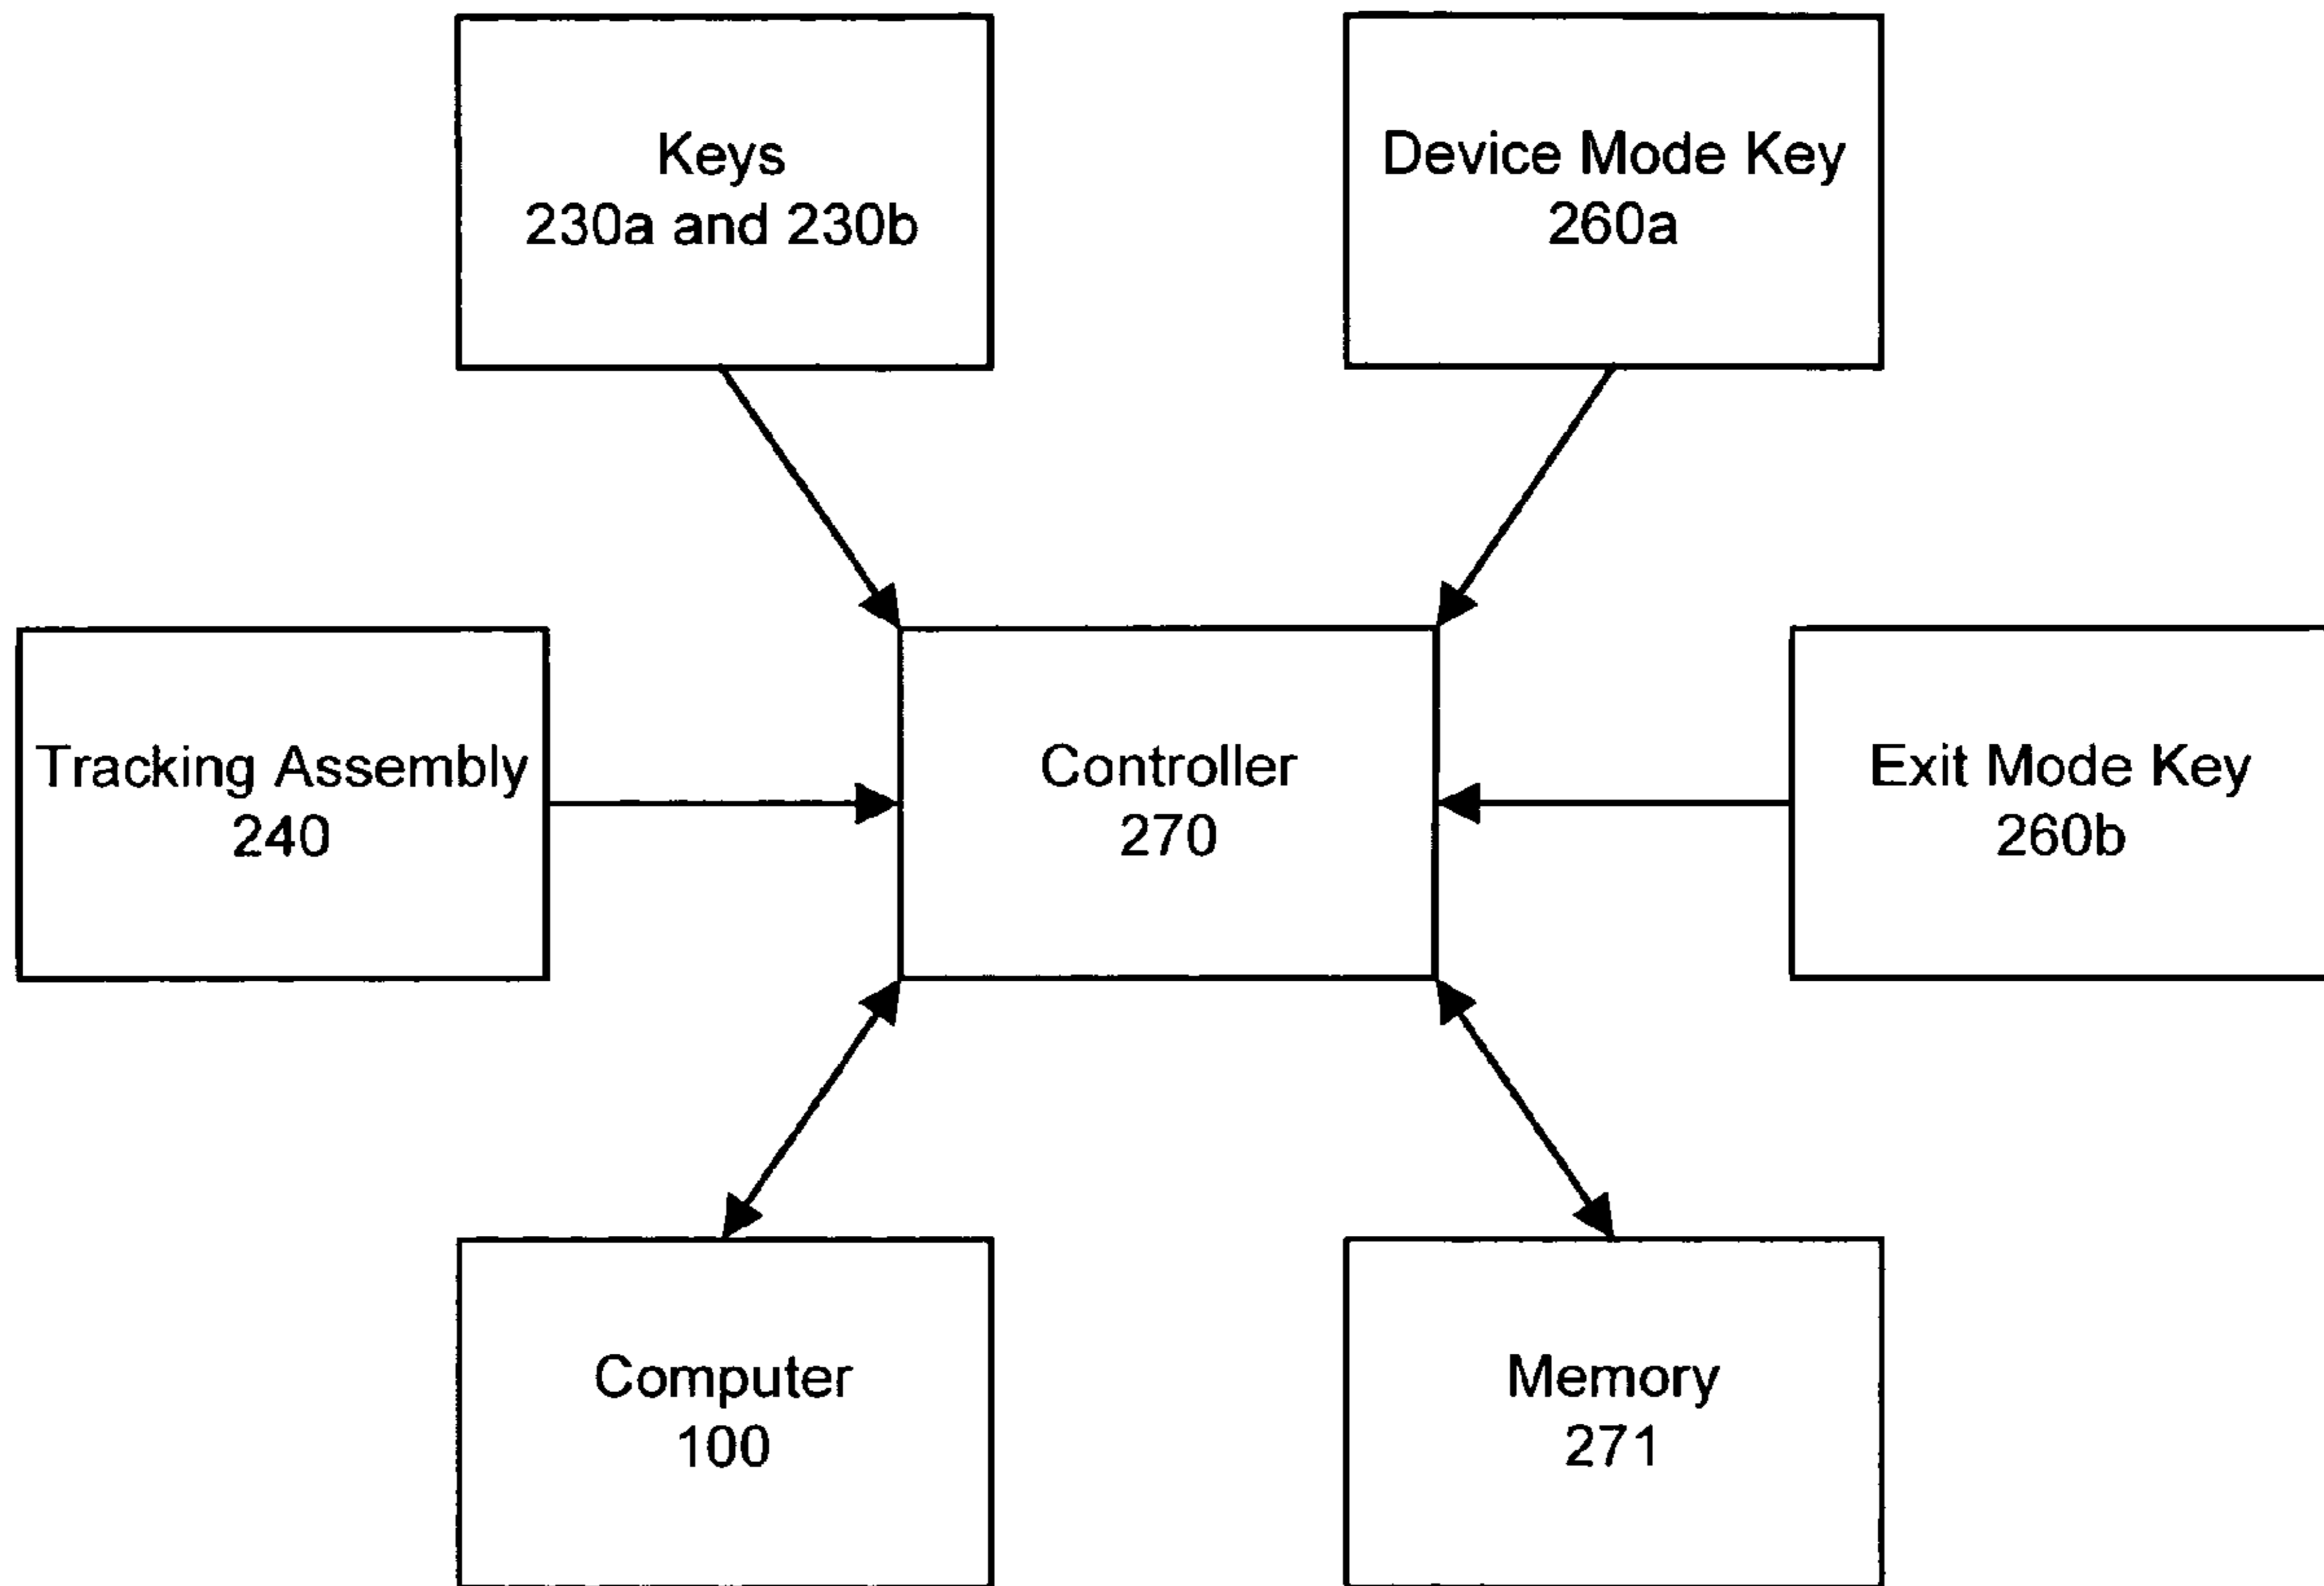 Keys
230a and 230b
Device Mode Key
260a
Tracking Assembly
240
Controller
270
Exit Mode Key
260b
Computer
100
Memory
271